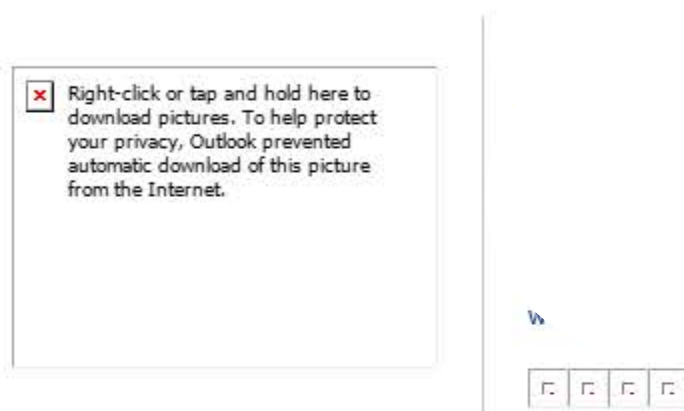 Right-click or tap and hold here to
download pictures. To help protect
your privacy, Outlook prevented
automatic download of this picture
from the Internet.